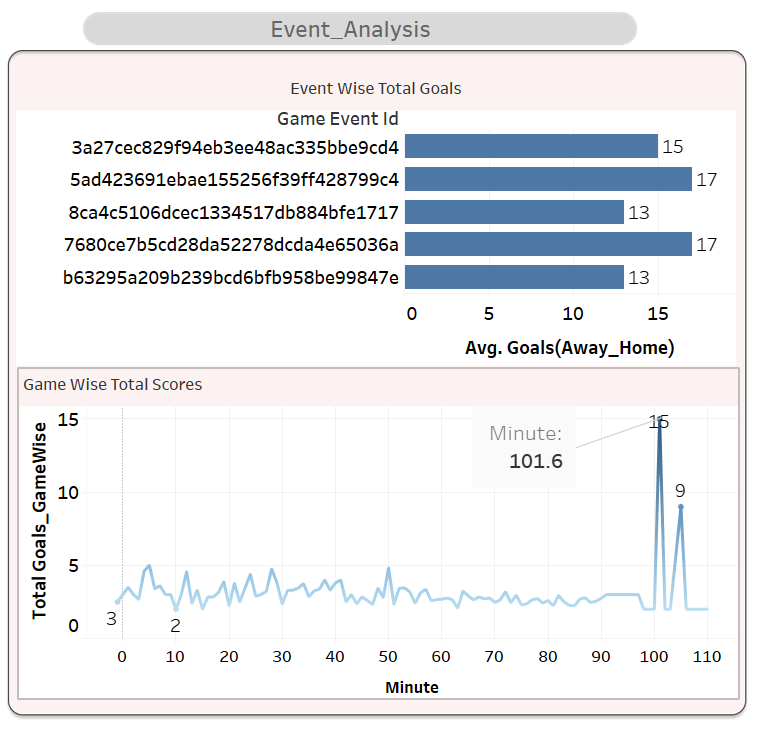 Event_Analysis
Event Wise Total Goals
Game Event Id
3a27cec829f94eb3ee48ac335bbe9cd4 15
5ad423691ebae155256f39ff428799c4 17
8ca4c5106dcec1334517db884bfe1717 13
7680ce7b5cd28da52278dcda4e65036a 17
b63295a209b239bcd6bfb958be99847e 13
0 5 10 15
Avg. Goals(Away_Home)
Game Wise Total Scores
Total Goals_GameWise
15
10
5
0
15
Minute:
101.6
9
3
2
0 10 20 30 40 50 60 70 80 90 100 110
Minute